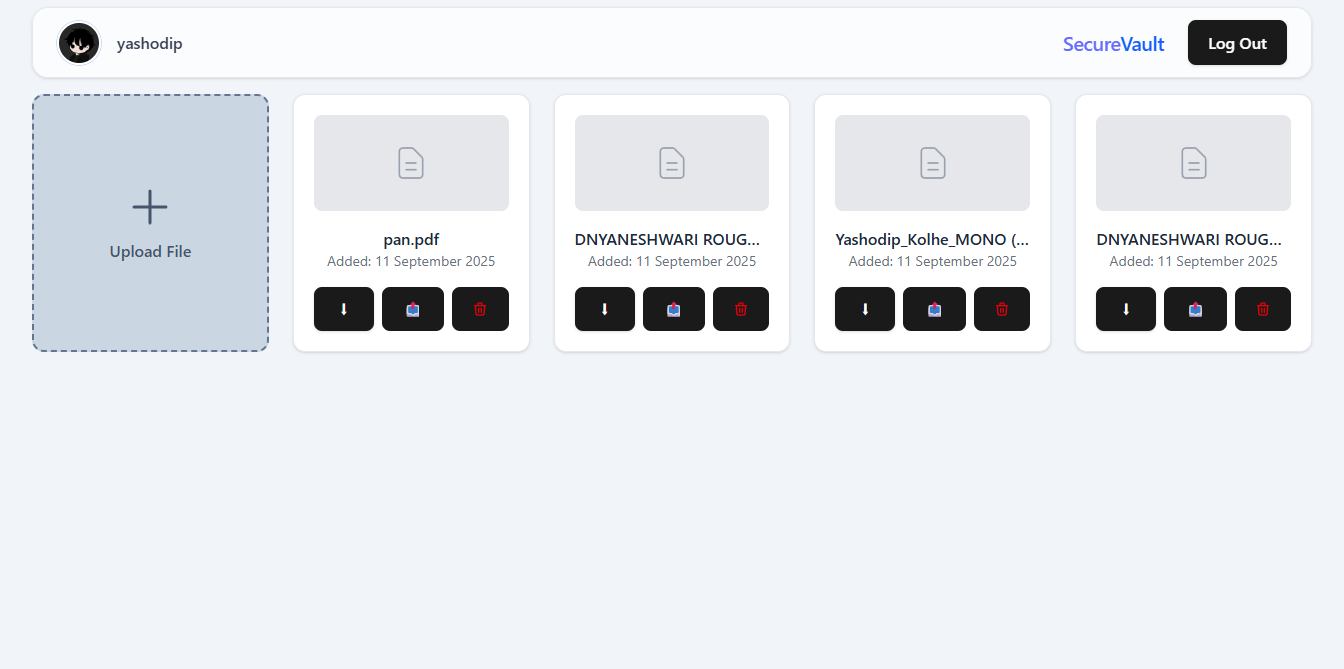 yashodip
SecureVault
Log Out
Upload File
pan.pdf
Added: 11 September 2025
DNYANESHWARI ROUG...
Added: 11 September 2025
Yashodip_Kolhe_MONO (...
Added: 11 September 2025
DNYANESHWARI ROUG...
Added: 11 September 2025